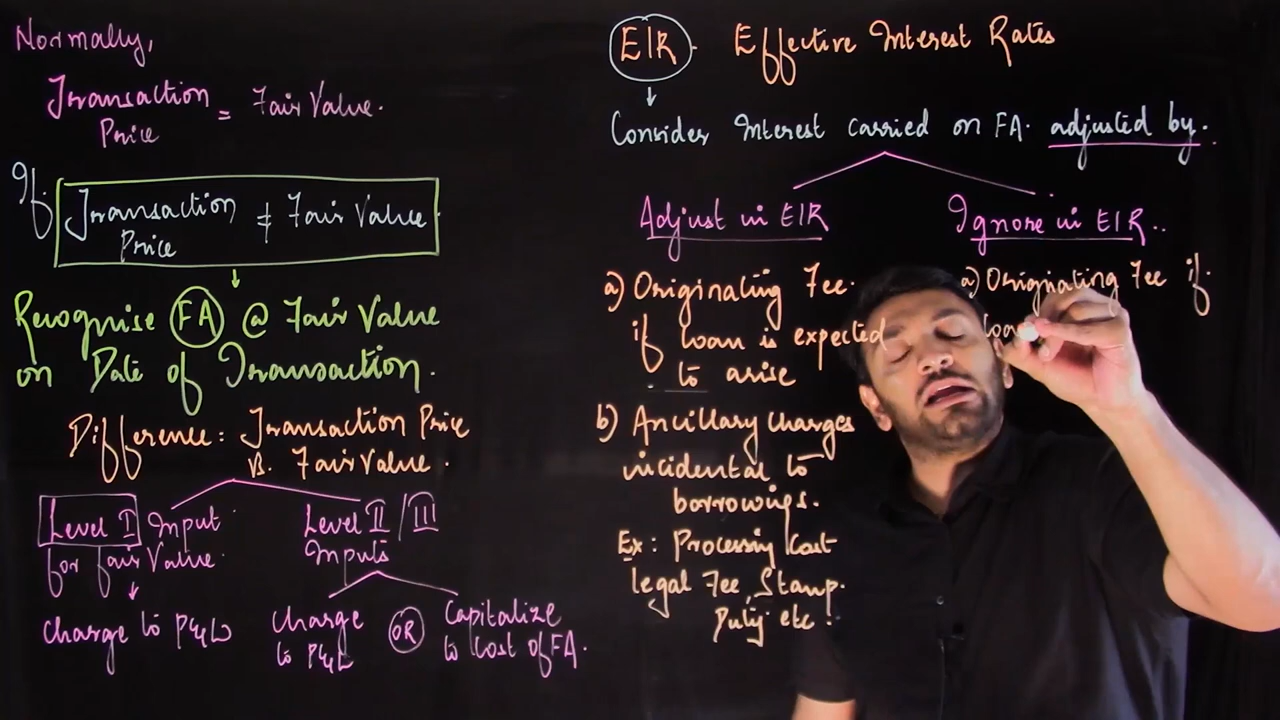 Normally,
Transaction
Price
= Fair Value.
If
Transaction
Price
≠ Fair Value
Recognise FA @ Fair Value
on Date of Transaction.
Difference: Transaction Price
vs. Fair Value.
Level I Input
for fair Value
Charge to P&L
Level II / III
Inputs
Charge
to P&L
OR
Capitalize
to Cost of FA.
EIR. Effective Interest Rates
Consider Interest carried on FA. adjusted by.
Adjust in EIR
a) Originating Fee.
if loan is expected
to arise
b) Ancillary charges
incidental to
borrowings.
Ex: Processing Cost
legal Fee, Stamp.
Duty etc.
Ignore in EIR..
a) Originating Fee if
loan